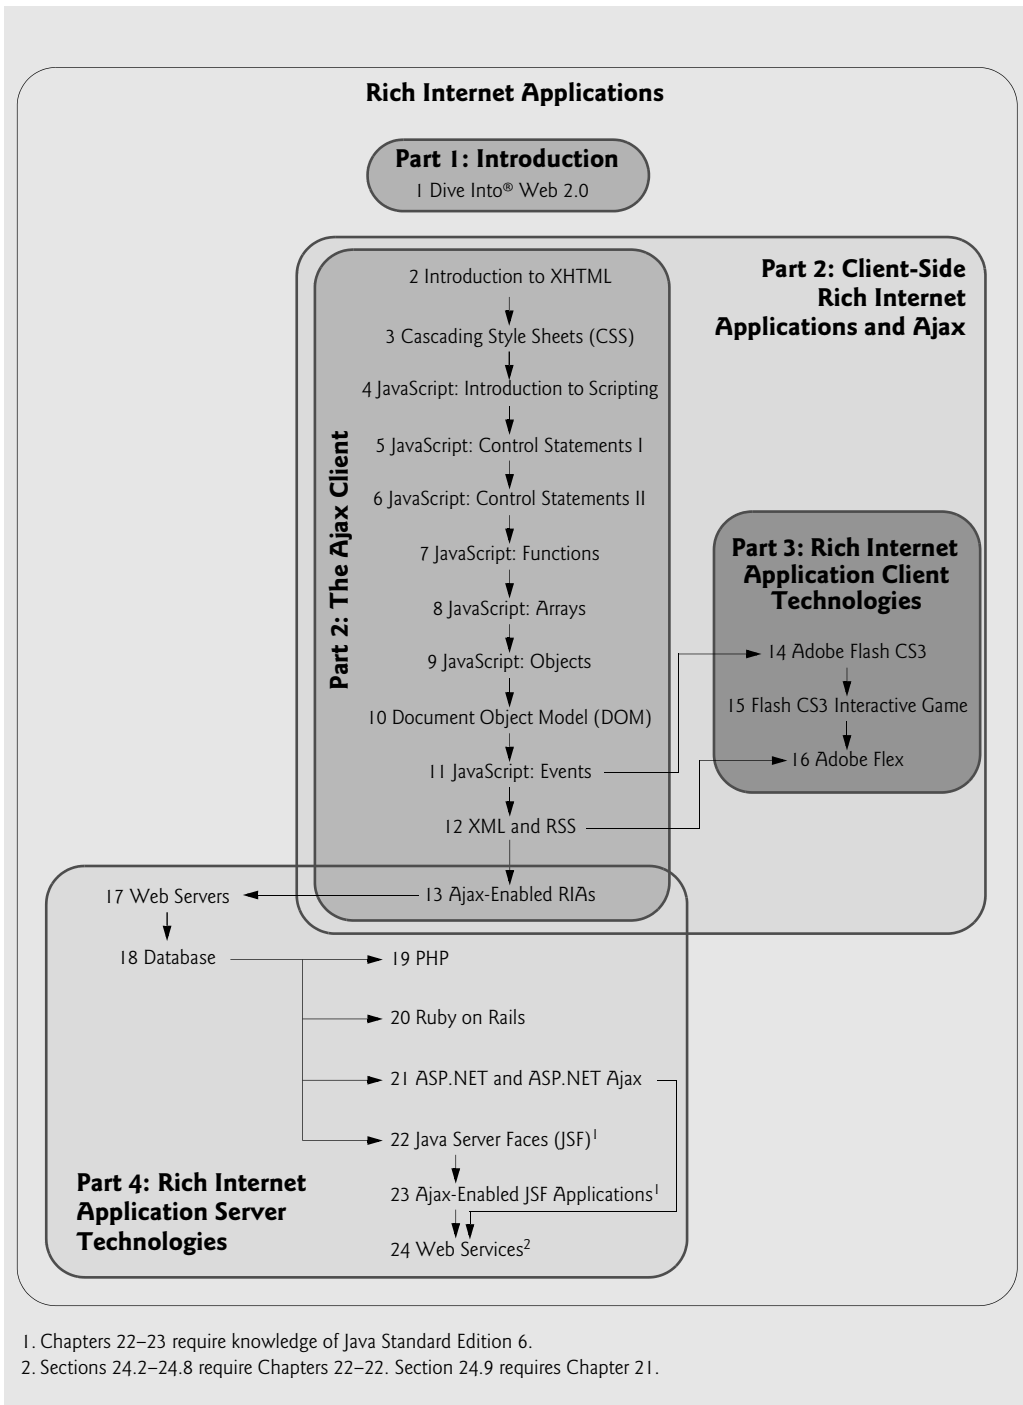 Rich Internet Applications
Part 1: Introduction
1 Dive Into® Web 2.0
Part 2: Client-Side
Rich Internet
Applications and Ajax
Part 2: The Ajax Client
2 Introduction to XHTML
3 Cascading Style Sheets (CSS)
4 JavaScript: Introduction to Scripting
5 JavaScript: Control Statements I
6 JavaScript: Control Statements II
7 JavaScript: Functions
8 JavaScript: Arrays
9 JavaScript: Objects
10 Document Object Model (DOM)
11 JavaScript: Events
12 XML and RSS
13 Ajax-Enabled RIAs
Part 3: Rich Internet
Application Client
Technologies
14 Adobe Flash CS3
15 Flash CS3 Interactive Game
16 Adobe Flex
17 Web Servers
18 Database
19 PHP
20 Ruby on Rails
21 ASP.NET and ASP.NET Ajax
22 Java Server Faces (JSF)¹
23 Ajax-Enabled JSF Applications¹
24 Web Services²
Part 4: Rich Internet
Application Server
Technologies
1. Chapters 22–23 require knowledge of Java Standard Edition 6.
2. Sections 24.2–24.8 require Chapters 22–22. Section 24.9 requires Chapter 21.